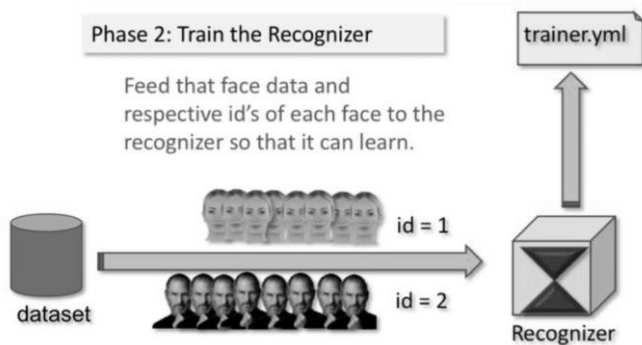 Phase 2: Train the Recognizer
trainer.yml
Feed that face data and
respective id's of each face to the
recognizer so that it can learn.
id = 1
id = 2
dataset
Recognizer